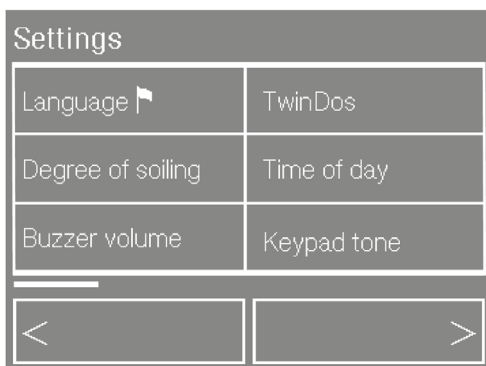 Settings
Language
TwinDos
Degree of soiling
Time of day
Buzzer volume
Keypad tone
< >